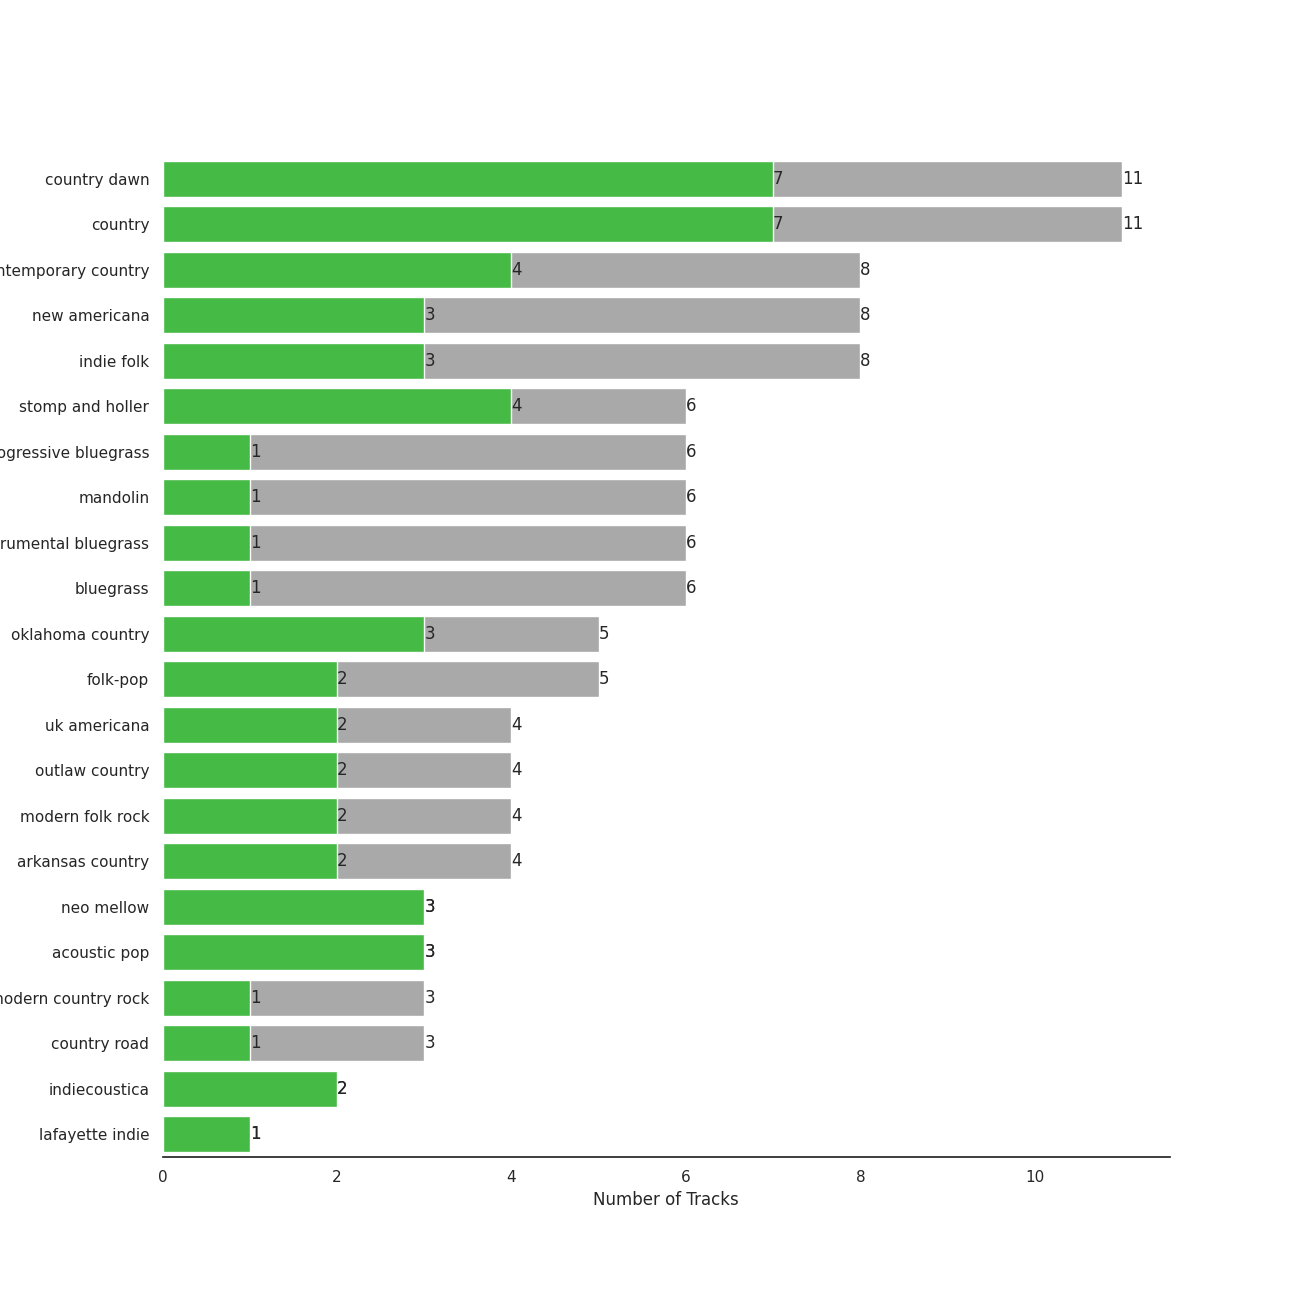 country dawn 7 11
country 7 11
ntemporary country 4 8
new americana 3 8
indie folk 3 8
stomp and holler 4 6
ogressive bluegrass 1 6
mandolin 1 6
rumental bluegrass 1 6
bluegrass 1 6
oklahoma country 3 5
folk-pop 2 5
uk americana 2 4
outlaw country 2 4
modern folk rock 2 4
arkansas country 2 4
neo mellow 3
acoustic pop 3
modern country rock 1 3
country road 1 3
indiecoustica 2
lafayette indie 1
0 2 4 6 8 10
Number of Tracks